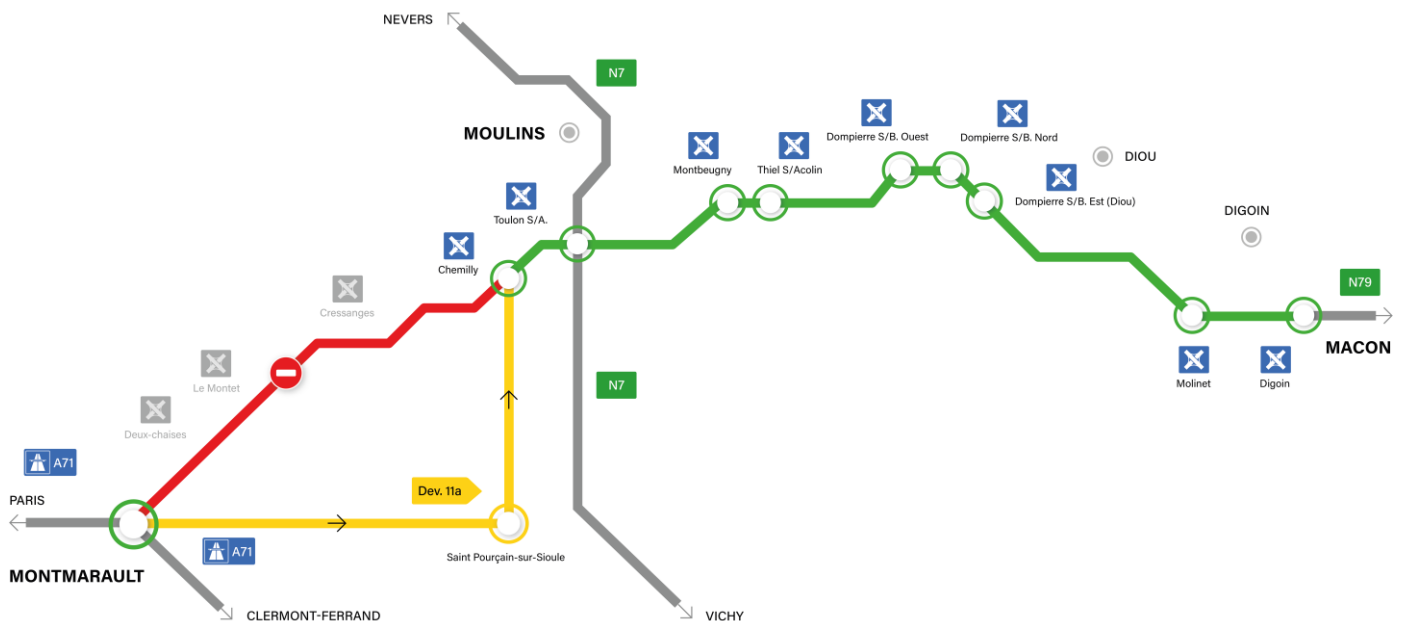 NEVERS
N7
MOULINS
Dompierre S/B. Ouest
Dompierre S/B. Nord
Montbeugny
Thiel S/Acolin
DIOU
Dompierre S/B. Est (Diou)
Toulon S/A.
DIGOIN
Chemilly
N79
Cressanges
MACON
Le Montet
Molinet
Digoin
N7
Deux-chaises
A71
Dev. 11a
PARIS
A71
Saint Pourçain-sur-Sioule
MONTMARAULT
CLERMONT-FERRAND
VICHY